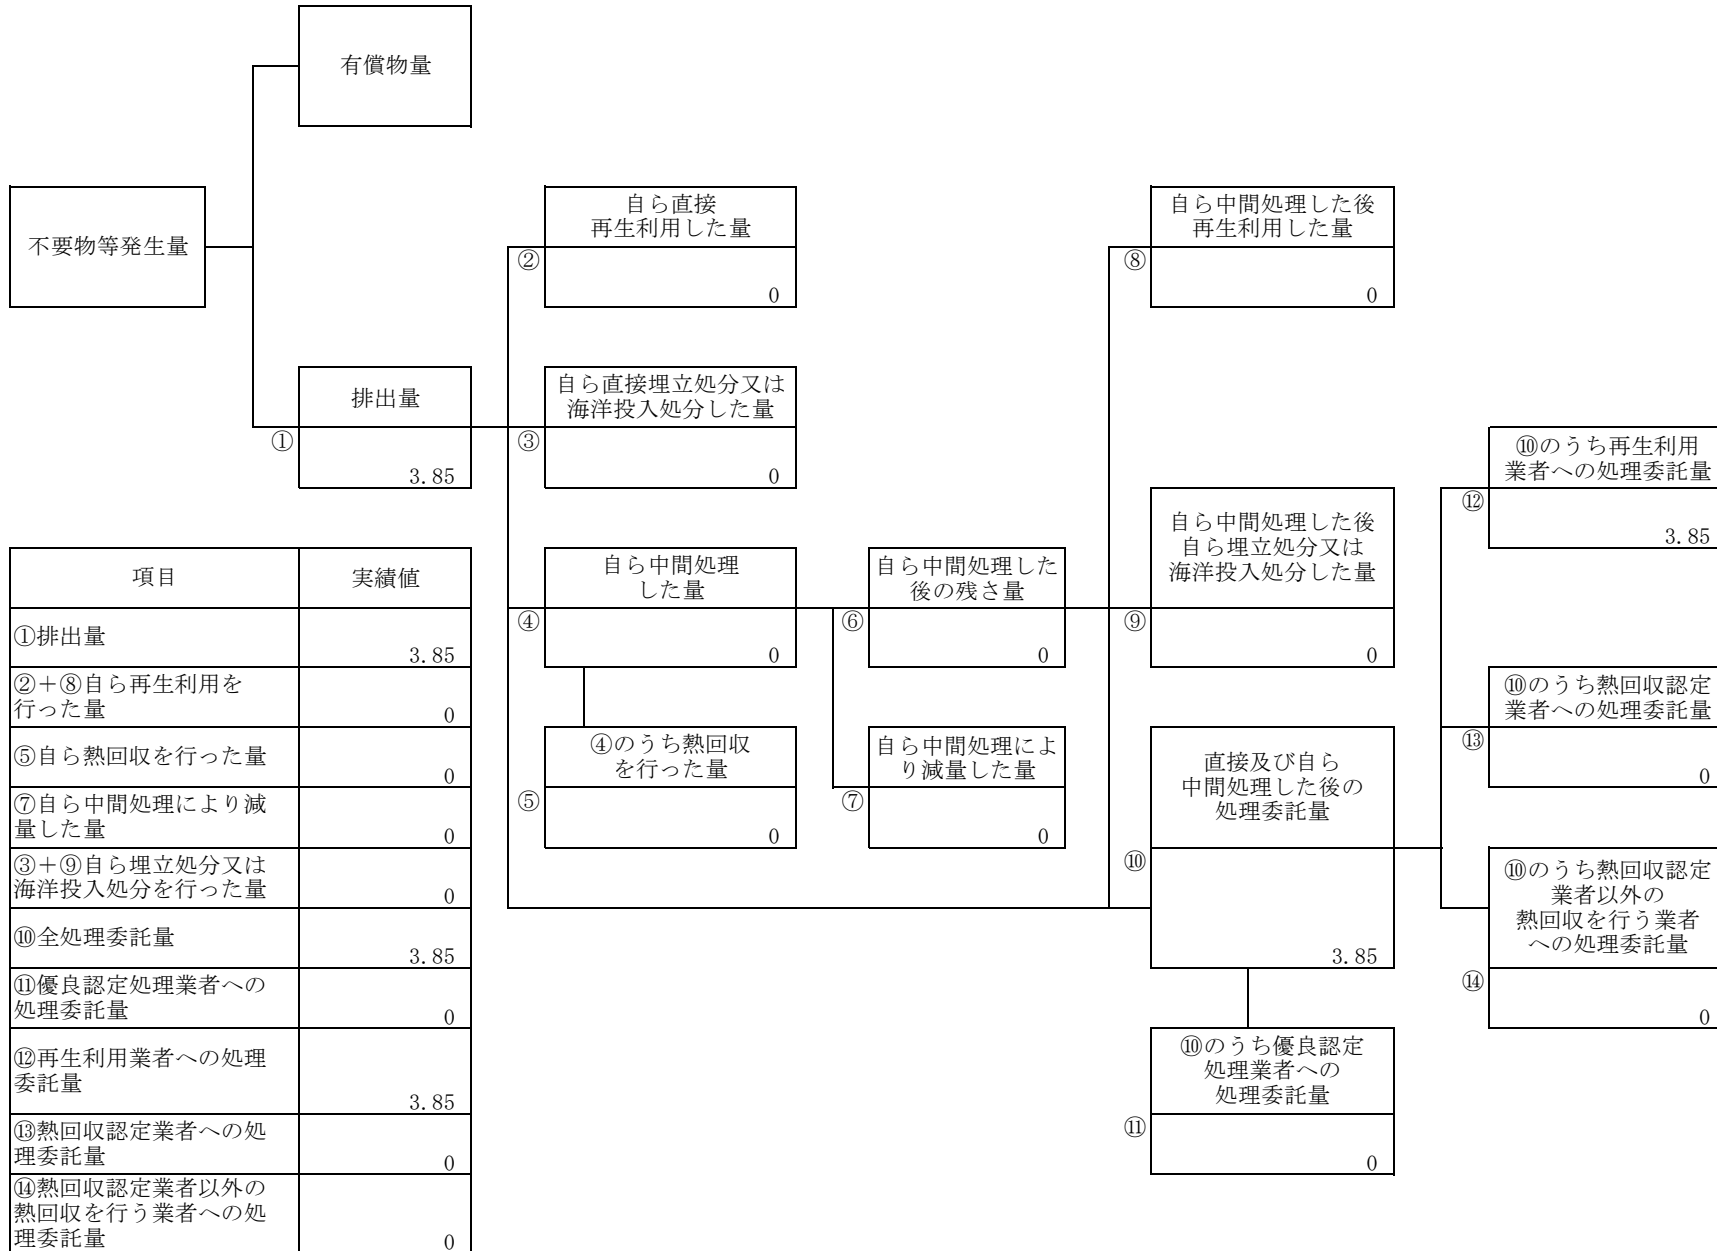 有償物量
不要物等発生量
自ら直接
再生利用した量
②
0
自ら中間処理した後
再生利用した量
⑧
0
排出量
①
3.85
自ら直接埋立処分又は
海洋投入処分した量
③
0
⑩のうち再生利用
業者への処理委託量
⑫
3.85
自ら中間処理
した量
④
0
自ら中間処理した
後の残さ量
⑥
0
自ら中間処理した後
自ら埋立処分又は
海洋投入処分した量
⑨
0
⑩のうち熱回収認定
業者への処理委託量
⑬
0
④のうち熱回収
を行った量
⑤
0
自ら中間処理によ
り減量した量
⑦
0
直接及び自ら
中間処理した後の
処理委託量
⑩
3.85
⑩のうち熱回収認定
業者以外の
熱回収を行う業者
への処理委託量
⑭
0
⑩のうち優良認定
処理業者への
処理委託量
⑪
0
項目 実績値
①排出量
3.85
②+⑧自ら再生利用を
行った量 0
⑤自ら熱回収を行った量
0
⑦自ら中間処理により減
量した量 0
③+⑨自ら埋立処分又は
海洋投入処分を行った量 0
⑩全処理委託量
3.85
⑪優良認定処理業者への
処理委託量 0
⑫再生利用業者への処理
委託量
3.85
⑬熱回収認定業者への処
理委託量 0
⑭熱回収認定業者以外の
熱回収を行う業者への処
理委託量 0